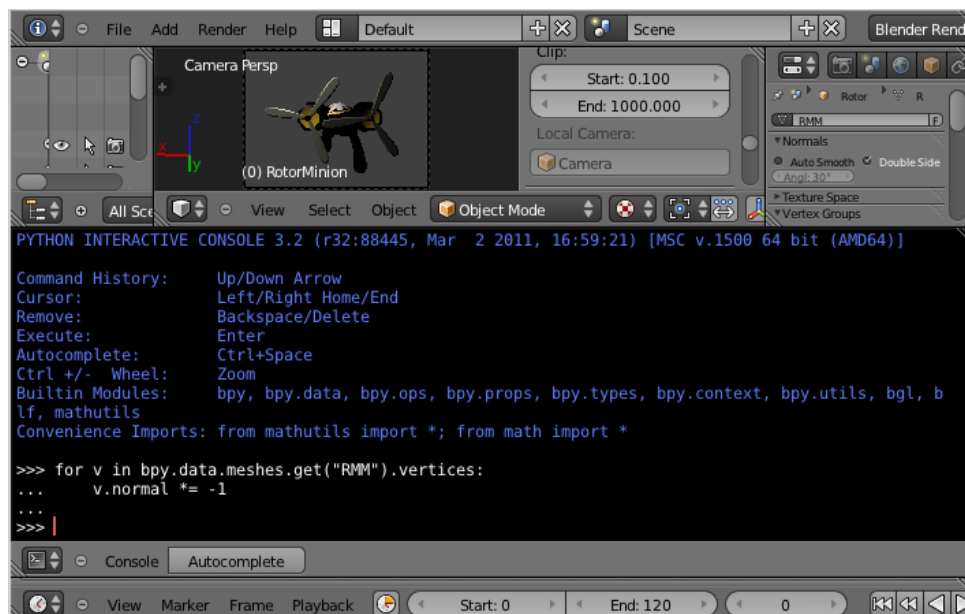 File Add Render Help Default Scene Blender Rend
Camera Persp
Clip:
Start: 0.100
End: 1000.000
Local Camera:
Camera
z
x
y
(0) RotorMinion
Rotor R
RMM F
Normals
Auto Smooth Double Side
Angl: 30°
Texture Space
Vertex Groups
All Sce View Select Object Object Mode
PYTHON INTERACTIVE CONSOLE 3.2 (r32:88445, Mar  2 2011, 16:59:21) [MSC v.1500 64 bit (AMD64)]
Command History:     Up/Down Arrow
Cursor:              Left/Right Home/End
Remove:              Backspace/Delete
Execute:             Enter
Autocomplete:        Ctrl+Space
Ctrl +/-  Wheel:     Zoom
Builtin Modules:     bpy, bpy.data, bpy.ops, bpy.props, bpy.types, bpy.context, bpy.utils, bgl, b
lf, mathutils
Convenience Imports: from mathutils import *; from math import *
>>> for v in bpy.data.meshes.get("RMM").vertices:
...     v.normal *= -1
...
>>>
Console Autocomplete
View Marker Frame Playback Start: 0 End: 120 0